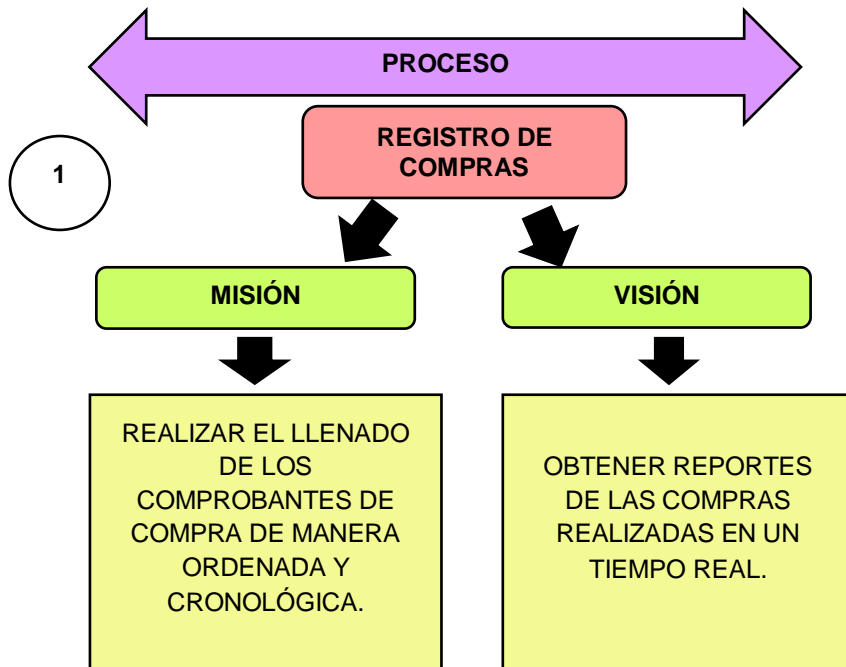 PROCESO
REGISTRO DE
COMPRAS
1
MISIÓN
VISIÓN
REALIZAR EL LLENADO
DE LOS
COMPROBANTES DE
COMPRA DE MANERA
ORDENADA Y
CRONOLÓGICA.
OBTENER REPORTES
DE LAS COMPRAS
REALIZADAS EN UN
TIEMPO REAL.